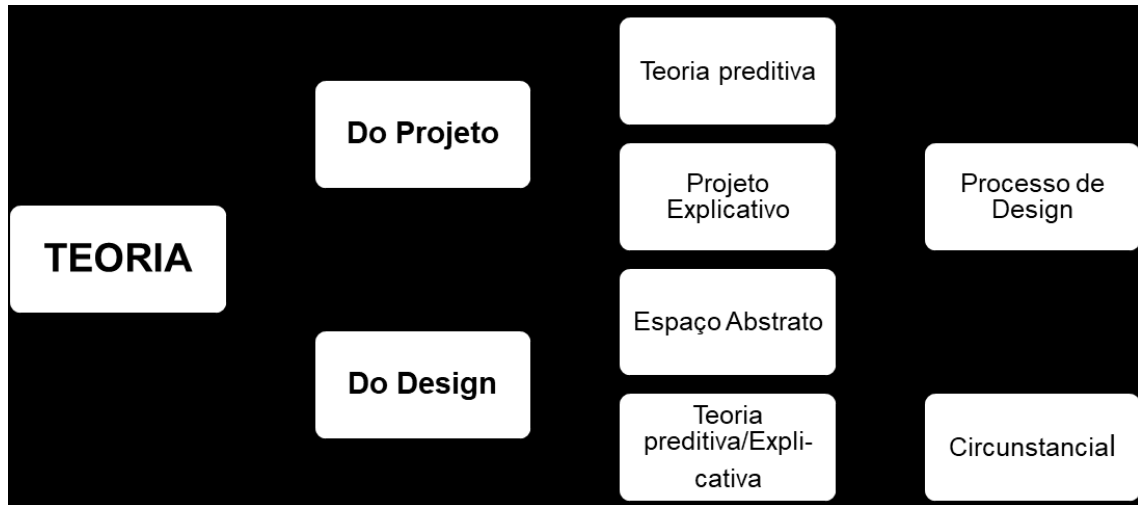 TEORIA
Do Projeto
Do Design
Teoria preditiva
Projeto
Explicativo
Espaço Abstrato
Teoria
preditiva/Expli-
cativa
Processo de
Design
Circunstancial